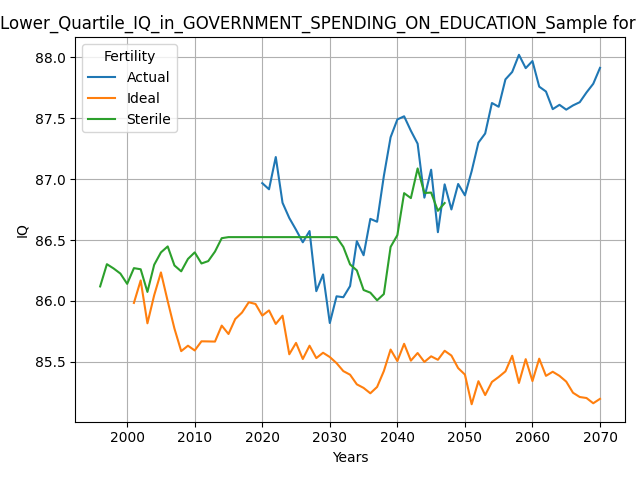 Lower_Quartile_IQ_in_GOVERNMENT_SPENDING_ON_EDUCATION_Sample for
Fertility
Actual
Ideal
Sterile
88.0
87.5
87.0
86.5
86.0
85.5
IQ
2000 2010 2020 2030 2040 2050 2060 2070
Years